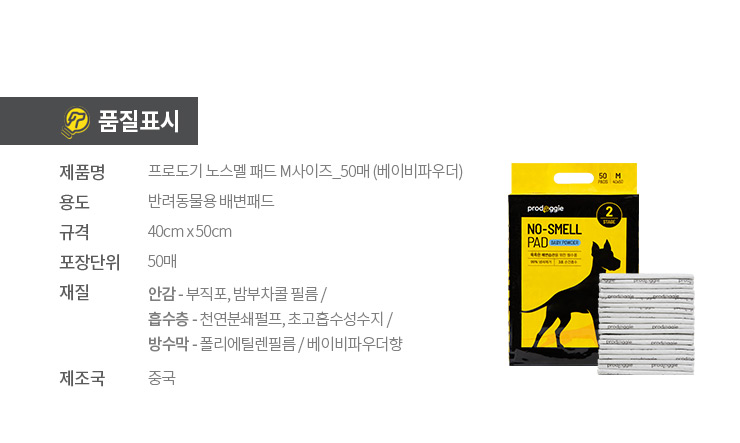 품질표시
제품명 프로도기 노스멜 패드 M사이즈_50매 (베이비파우더)
용도 반려동물용 배변패드
규격 40cm x 50cm
포장단위 50매
재질 안감 - 부직포, 밤부차콜 필름 /
흡수층 - 천연분쇄펄프, 초고흡수성수지 /
방수막 - 폴리에틸렌필름 / 베이비파우더향
제조국 중국
50 M
PADS 40x50
prodoggie
2
STAGE
NO-SMELL
PAD BABY POWDER